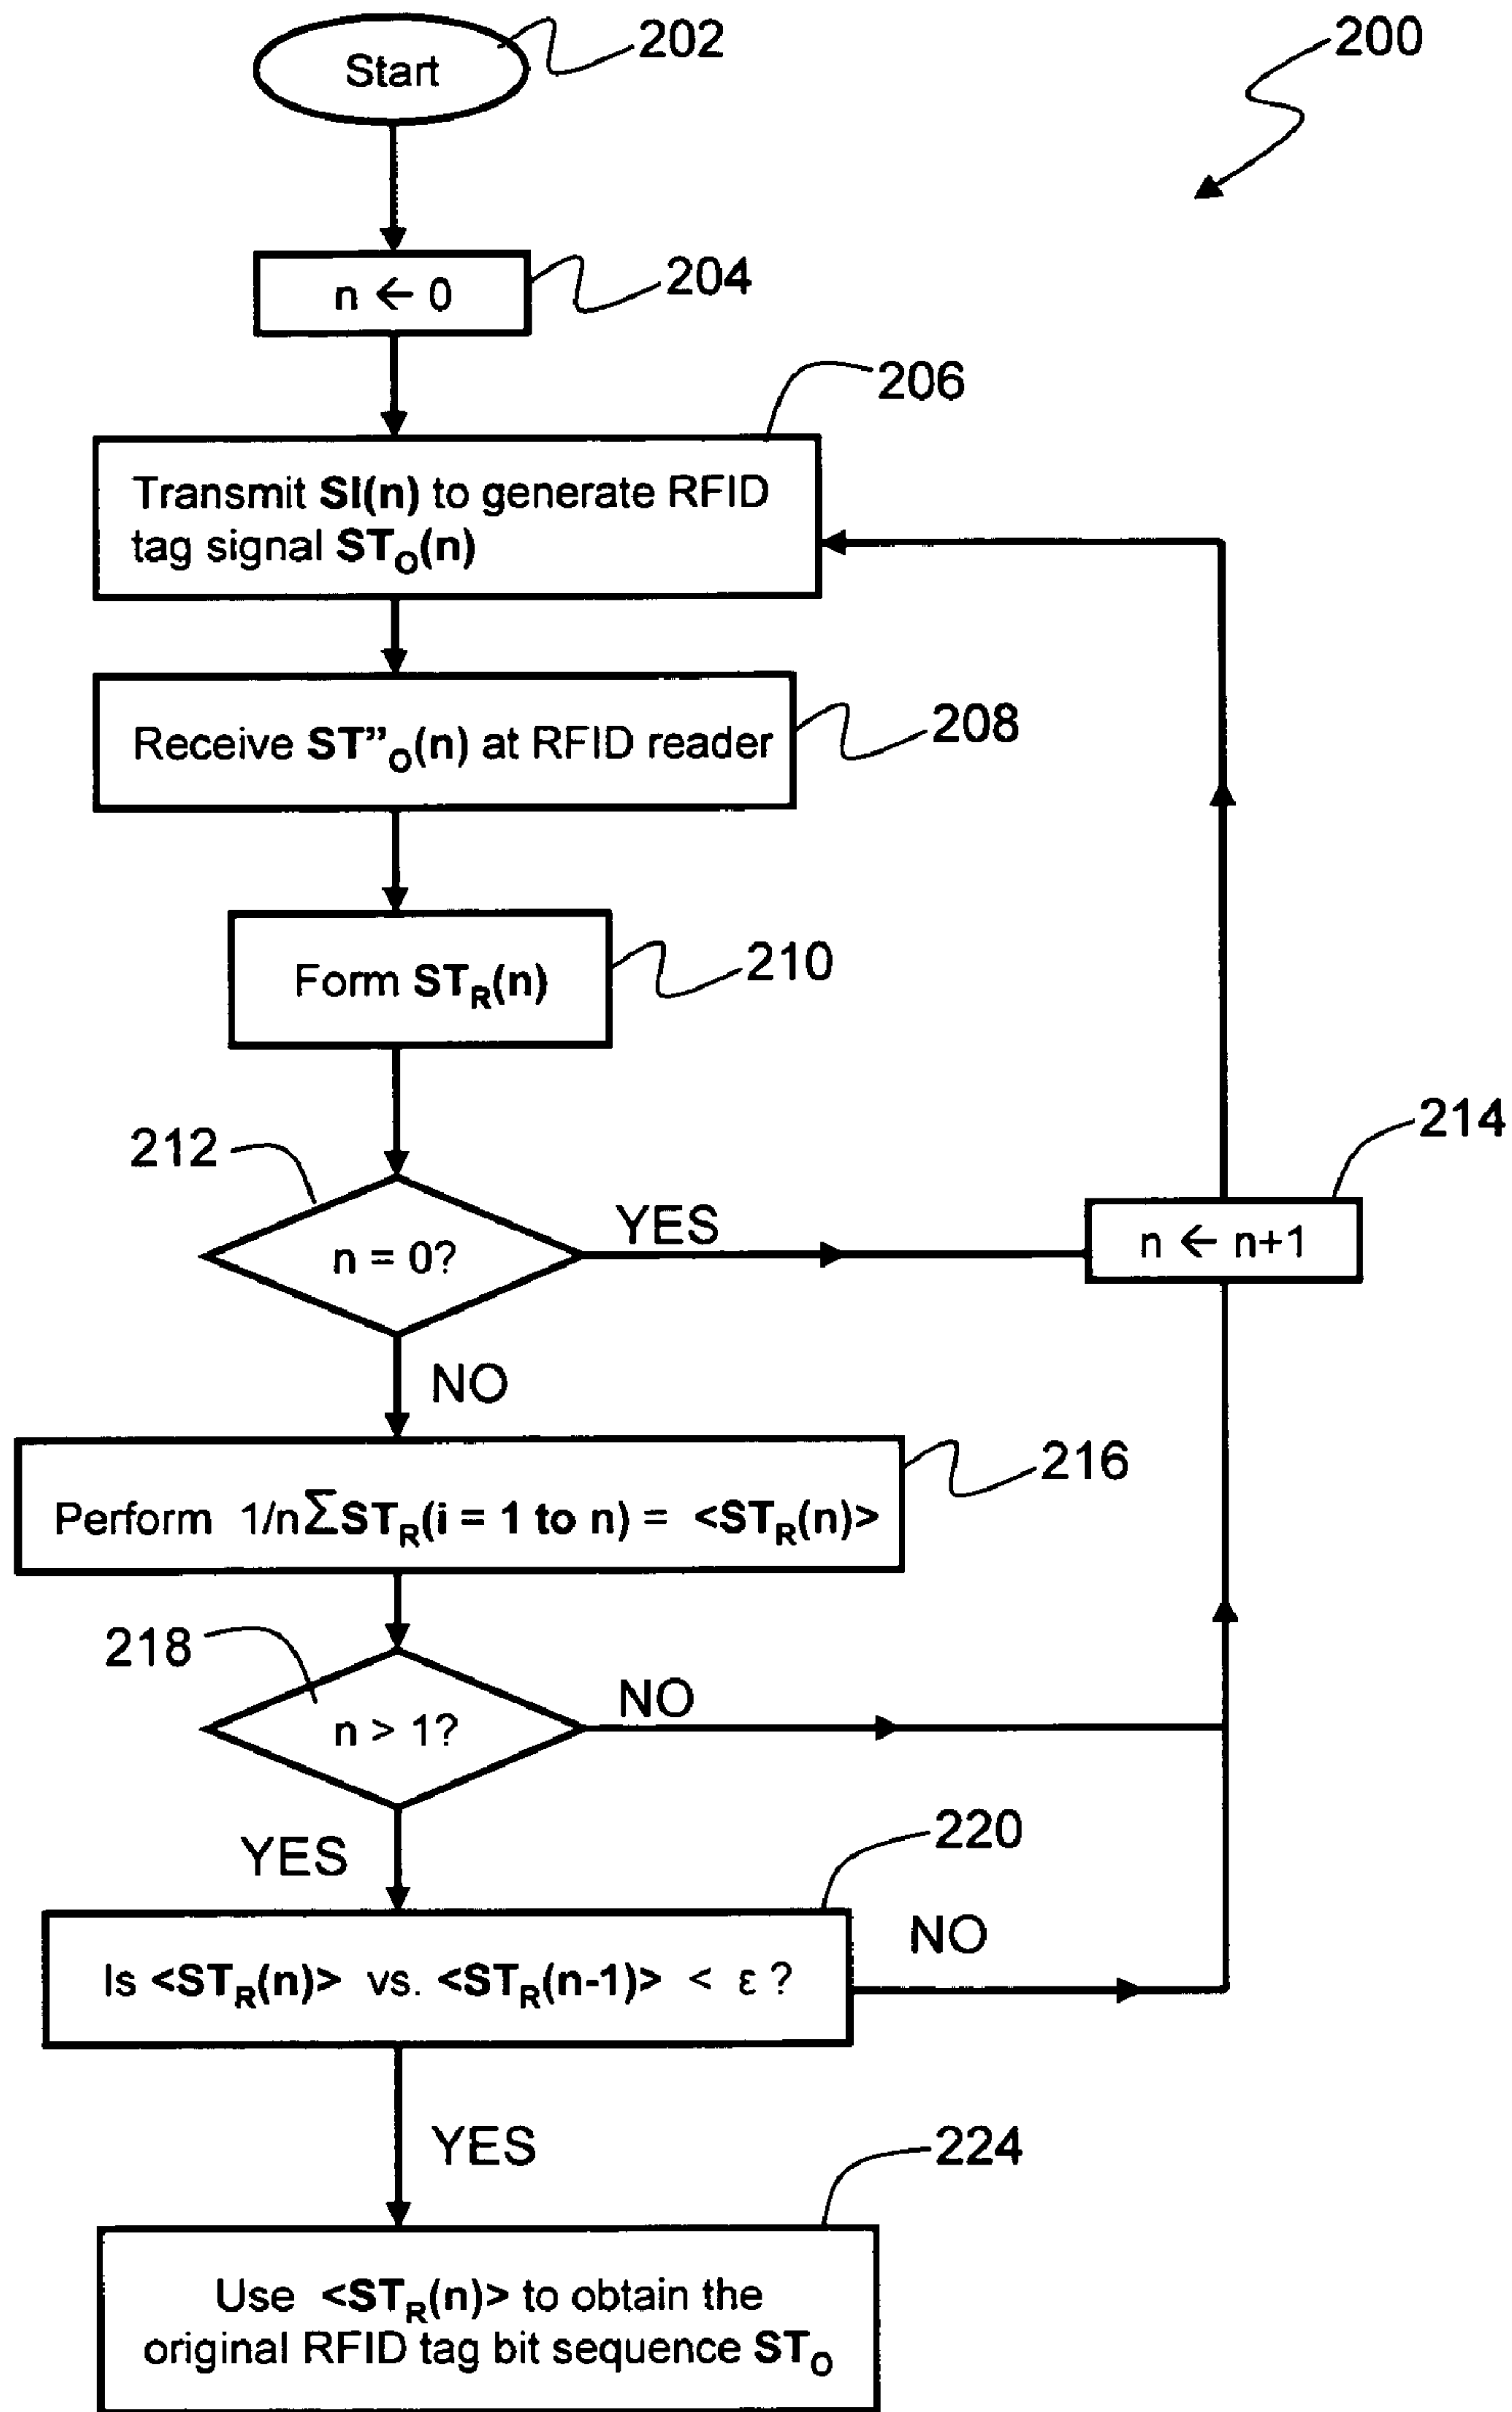 Start
202
200
n ← 0
204
206
Transmit SI(n) to generate RFID
tag signal STO(n)
Receive ST”O(n) at RFID reader
208
Form STR(n)
210
212
n = 0?
YES
214
n ← n+1
NO
216
Perform 1/n∑STR(i = 1 to n) = <STR(n)>
218
n > 1?
NO
YES
220
Is <STR(n)> vs. <STR(n-1)> < ε ?
NO
YES
224
Use <STR(n)> to obtain the
original RFID tag bit sequence STO